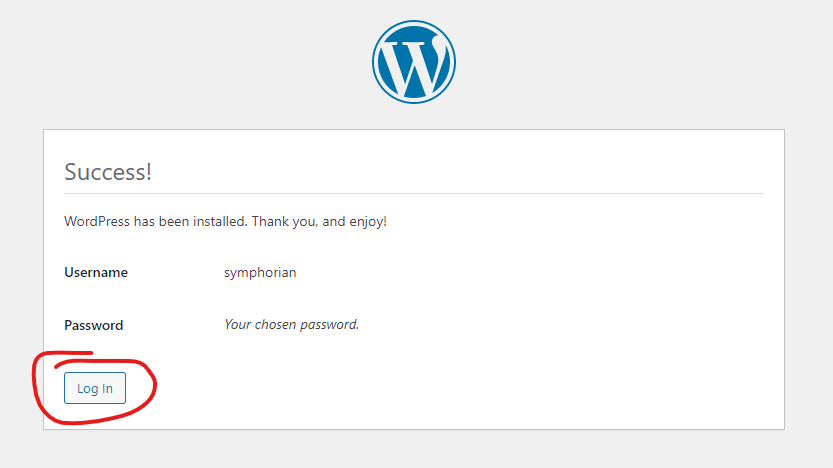 Success!
WordPress has been installed. Thank you, and enjoy!
Username symphorian
Password Your chosen password.
Log In